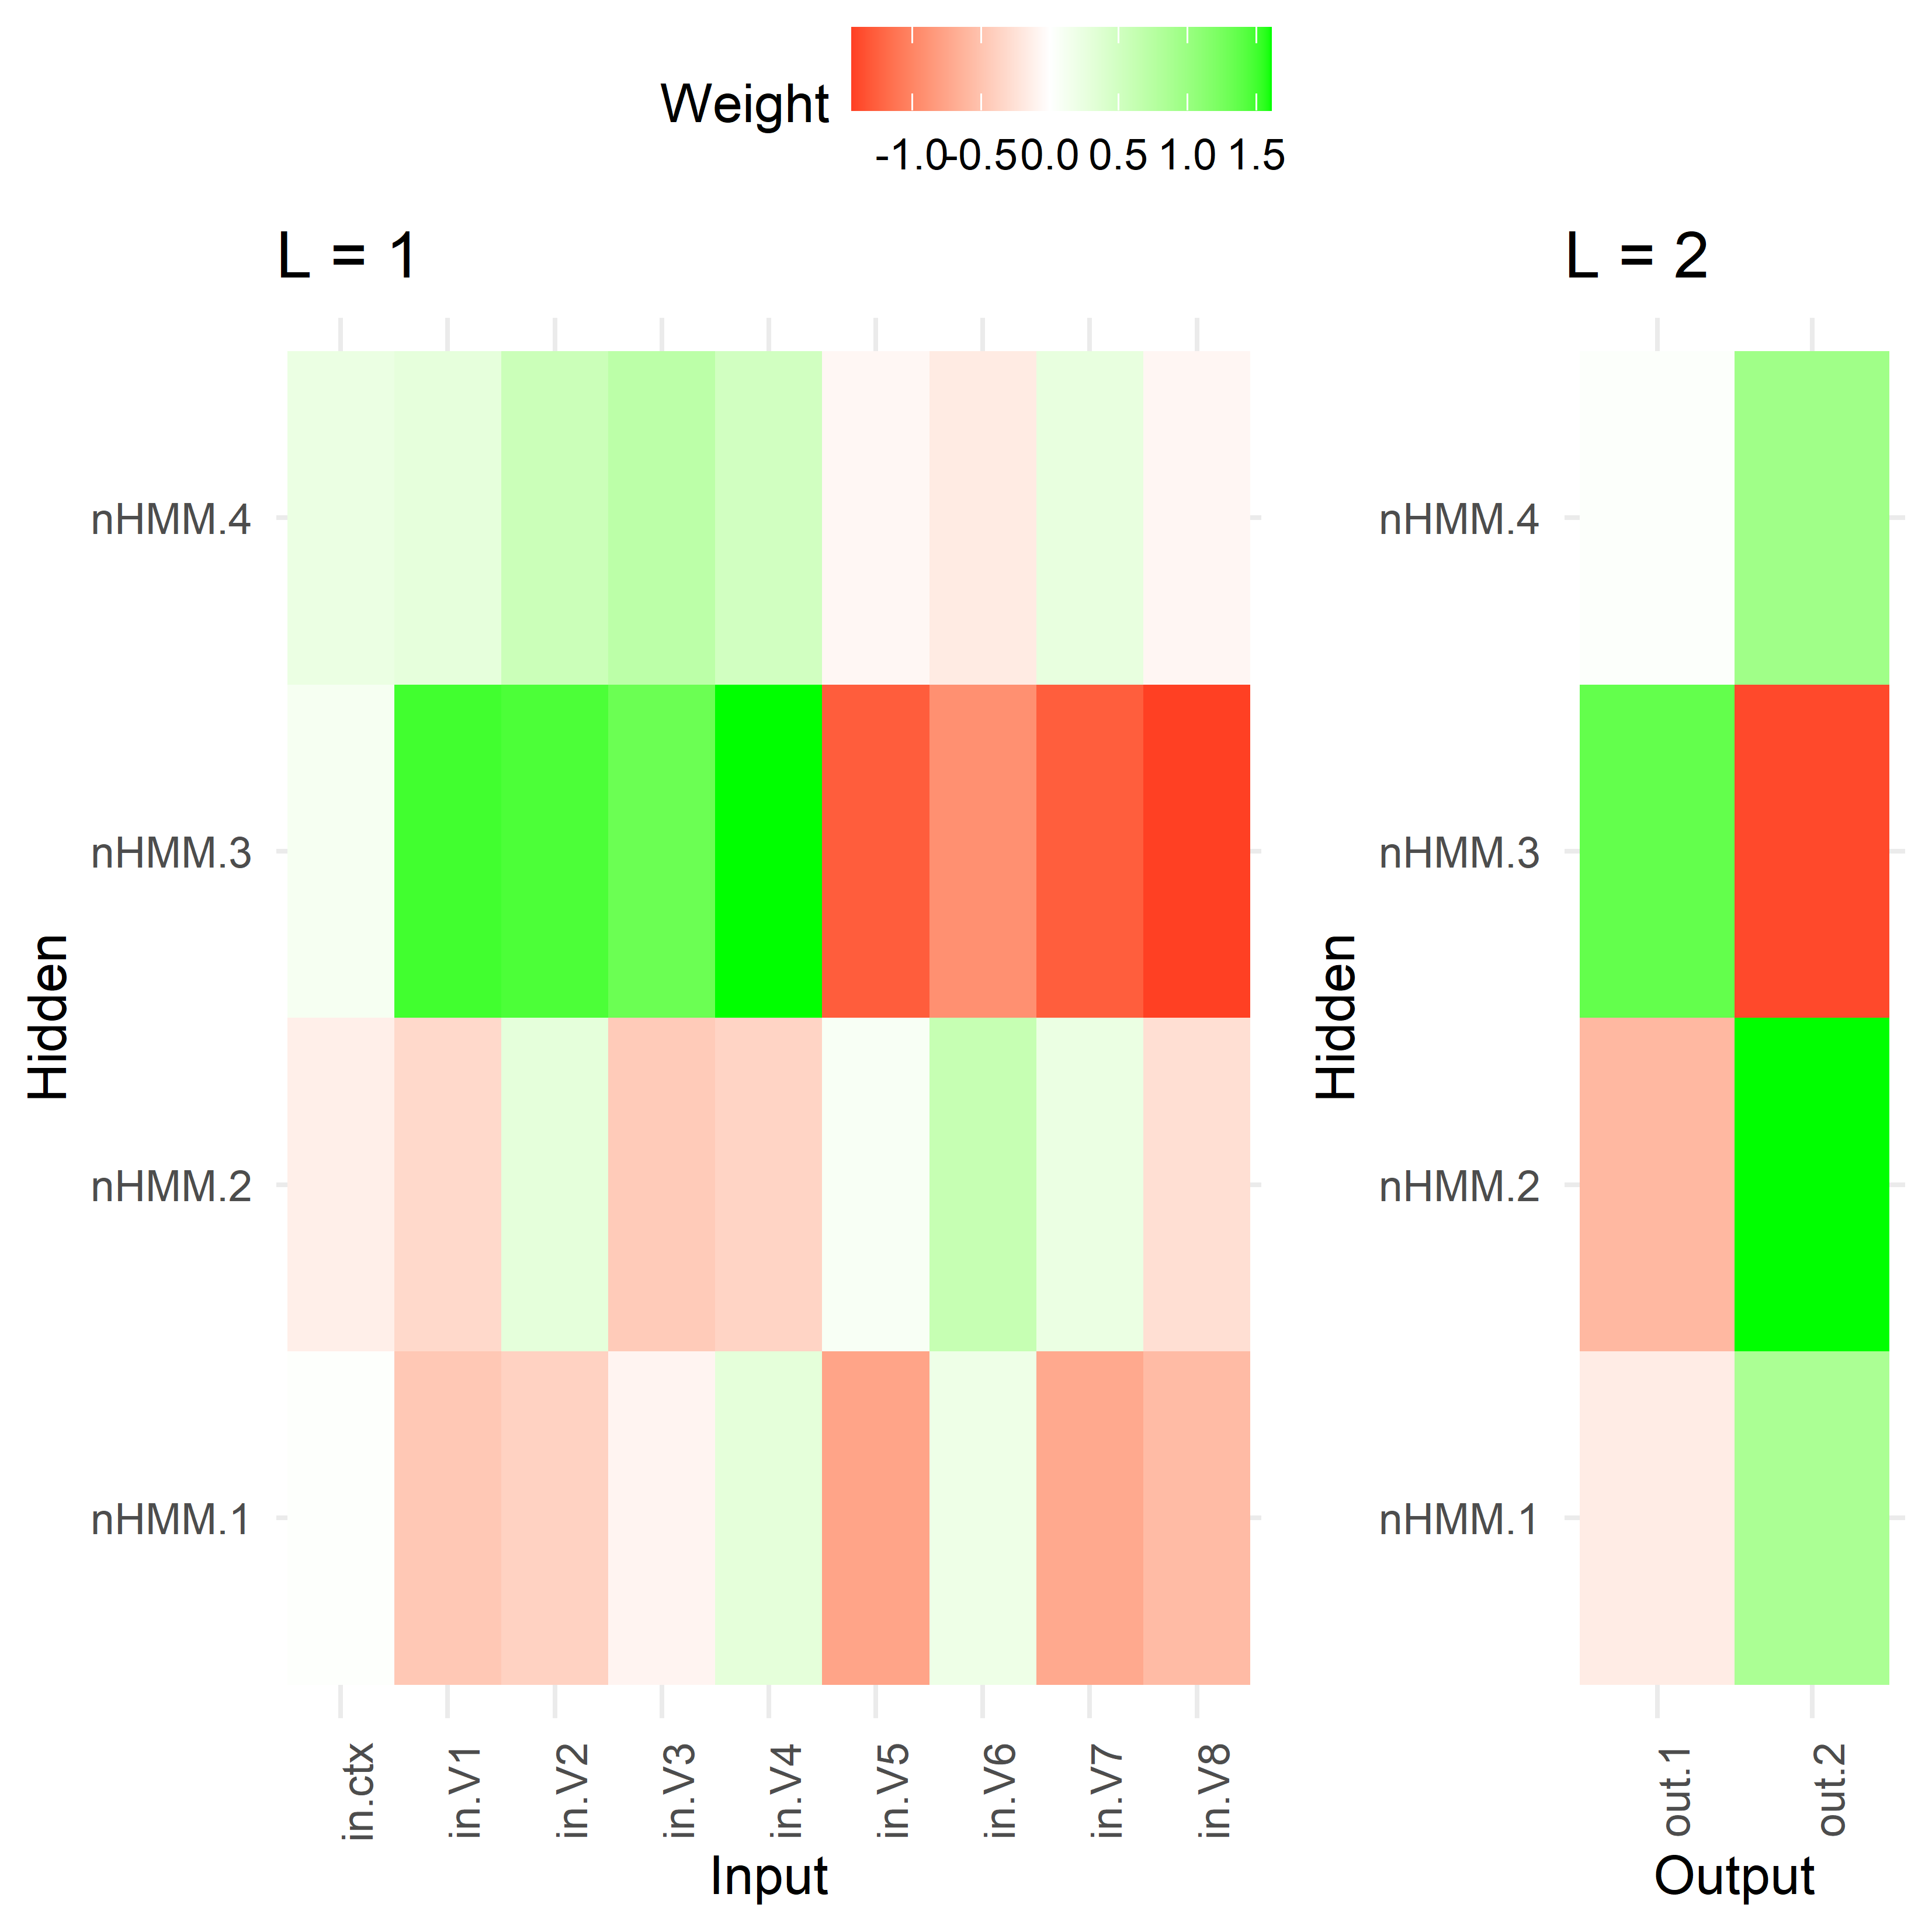 Weight
-1.0 -0.5 0.0 0.5 1.0 1.5
L = 1
L = 2
Hidden
nHMM.4
nHMM.3
nHMM.2
nHMM.1
in.ctx in.V1 in.V2 in.V3 in.V4 in.V5 in.V6 in.V7 in.V8
Input
Hidden
nHMM.4
nHMM.3
nHMM.2
nHMM.1
out.1 out.2
Output